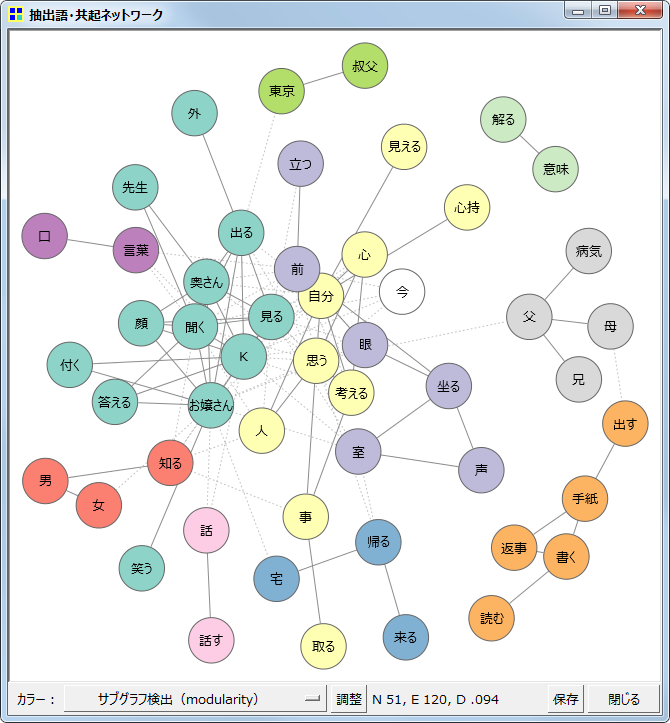 抽出語・共起ネットワーク
叔父
東京
外
解る
見える
立つ
意味
先生
心持
口
言葉
出る
病気
心
前
奥さん
今
自分
父
顔
聞く
見る
母
眼
K
思う
付く
兄
坐る
考える
答える
お嬢さん
出す
人
室
知る
声
男
手紙
女
事
話
帰る
返事
書く
笑う
宅
読む
来る
話す
取る
カラー：
サブグラフ検出（modularity）
調整
N 51, E 120, D .094
保存
閉じる